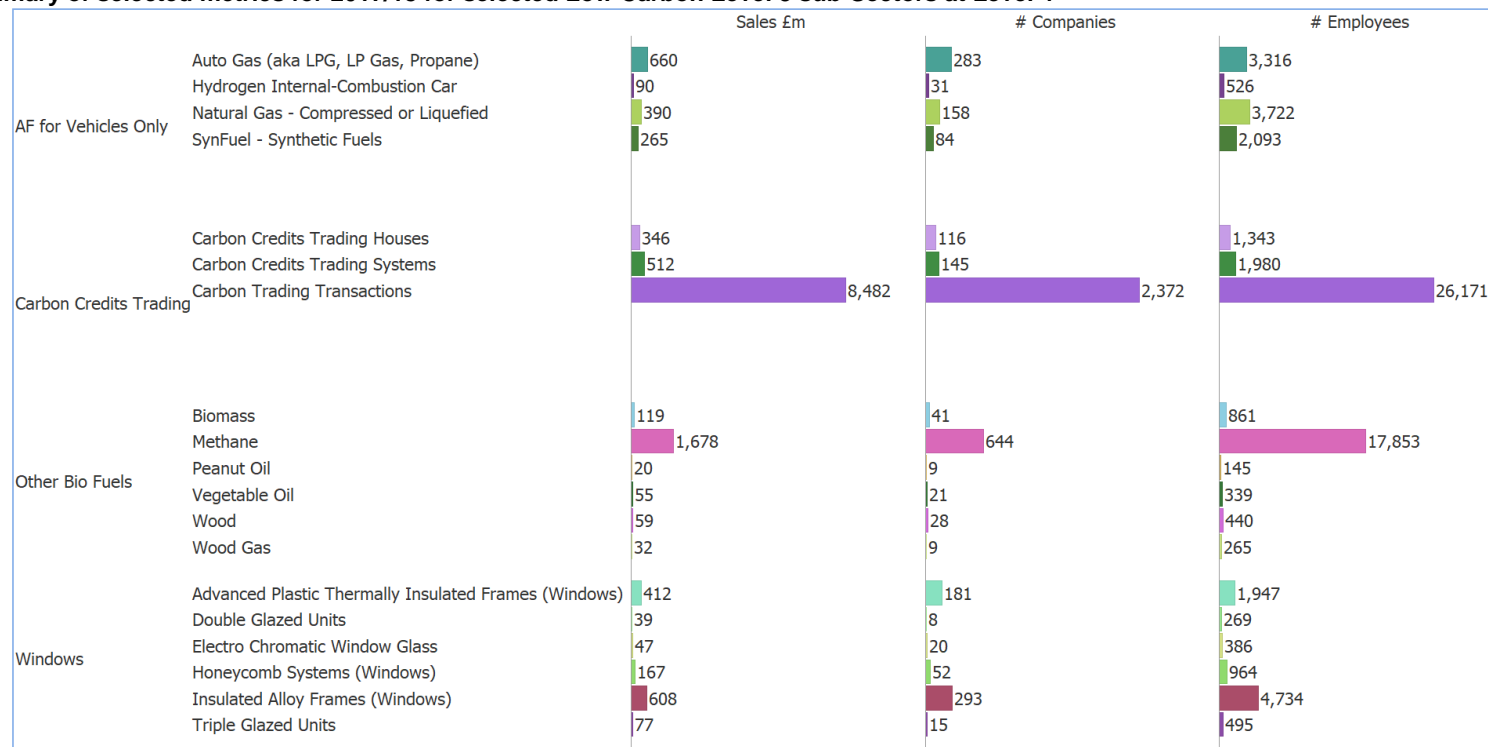 Sales £m # Companies # Employees
Auto Gas (aka LPG, LP Gas, Propane) 660 283 3,316
Hydrogen Internal-Combustion Car 90 31 526
Natural Gas - Compressed or Liquefied 390 158 3,722
AF for Vehicles Only
SynFuel - Synthetic Fuels 265 84 2,093
Carbon Credits Trading Houses 346 116 1,343
Carbon Credits Trading Systems 512 145 1,980
Carbon Trading Transactions 8,482 2,372 26,171
Carbon Credits Trading
Biomass 119 41 861
Methane 1,678 644 17,853
Peanut Oil 20 9 145
Other Bio Fuels
Vegetable Oil 55 21 339
Wood 59 28 440
Wood Gas 32 9 265
Advanced Plastic Thermally Insulated Frames (Windows) 412 181 1,947
Double Glazed Units 39 8 269
Electro Chromatic Window Glass 47 20 386
Windows
Honeycomb Systems (Windows) 167 52 964
Insulated Alloy Frames (Windows) 608 293 4,734
Triple Glazed Units 77 15 495